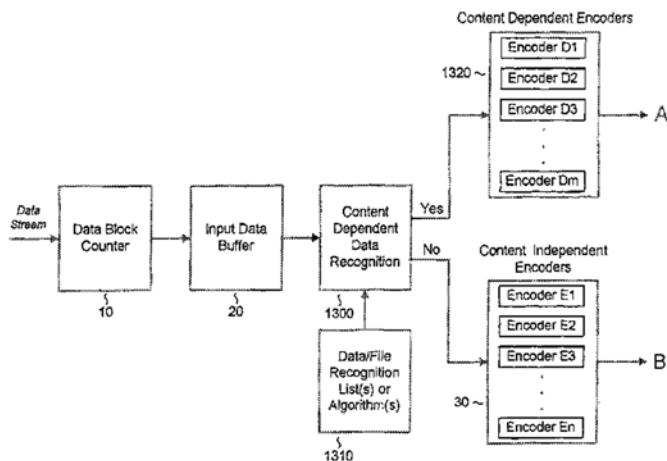 Content Dependent Encoders
Encoder D1
1320
Encoder D2
Encoder D3
A
Encoder Dm
Data
Stream
Data Block
Counter
10
Input Data
Buffer
20
Content
Dependent
Data
Recognition
1300
Yes
No
Data/File
Recognition
List(s) or
Algorithm(s)
1310
Content Independent
Encoders
Encoder E1
Encoder E2
Encoder E3
B
30
Encoder En